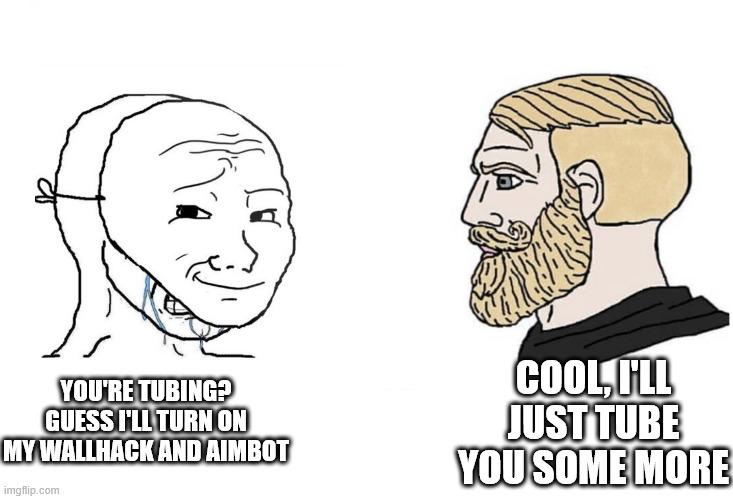 YOU'RE TUBING?
GUESS I'LL TURN ON
MY WALLHACK AND AIMBOT
COOL, I'LL
JUST TUBE
YOU SOME MORE
imgflip.com